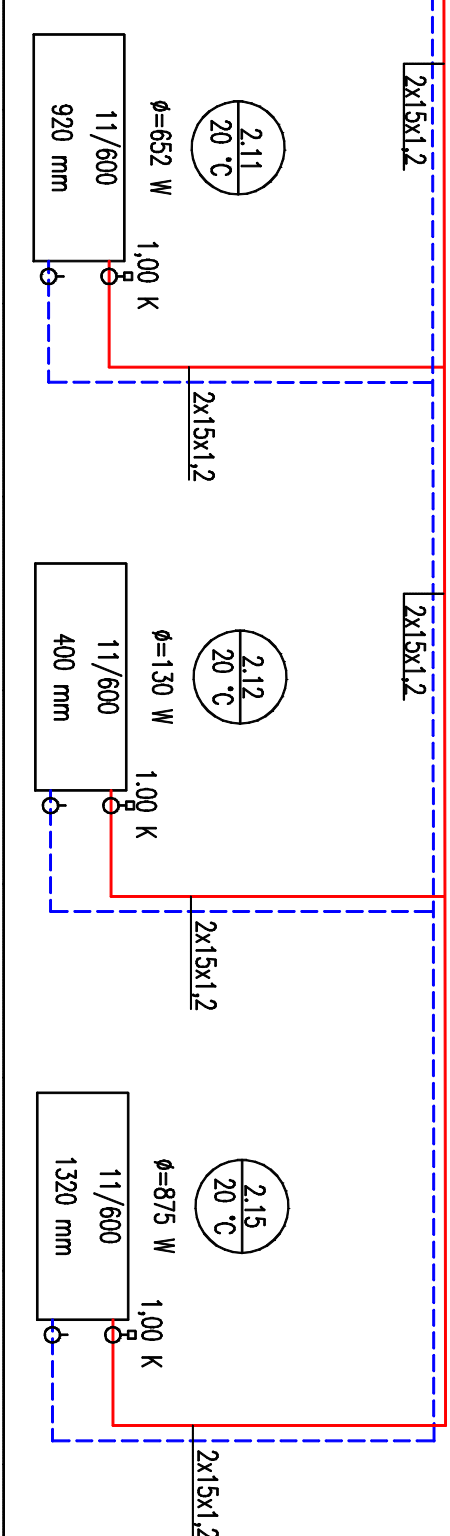 2x15x1,2
2.11
20 °C
ø=652 W
11/600
920 mm
1,00 K
2x15x1,2
2x15x1,2
2.12
20 °C
ø=130 W
11/600
400 mm
1.00 K
2x15x1,2
2.15
20 °C
ø=875 W
11/600
1320 mm
1,00 K
2x15x1,2